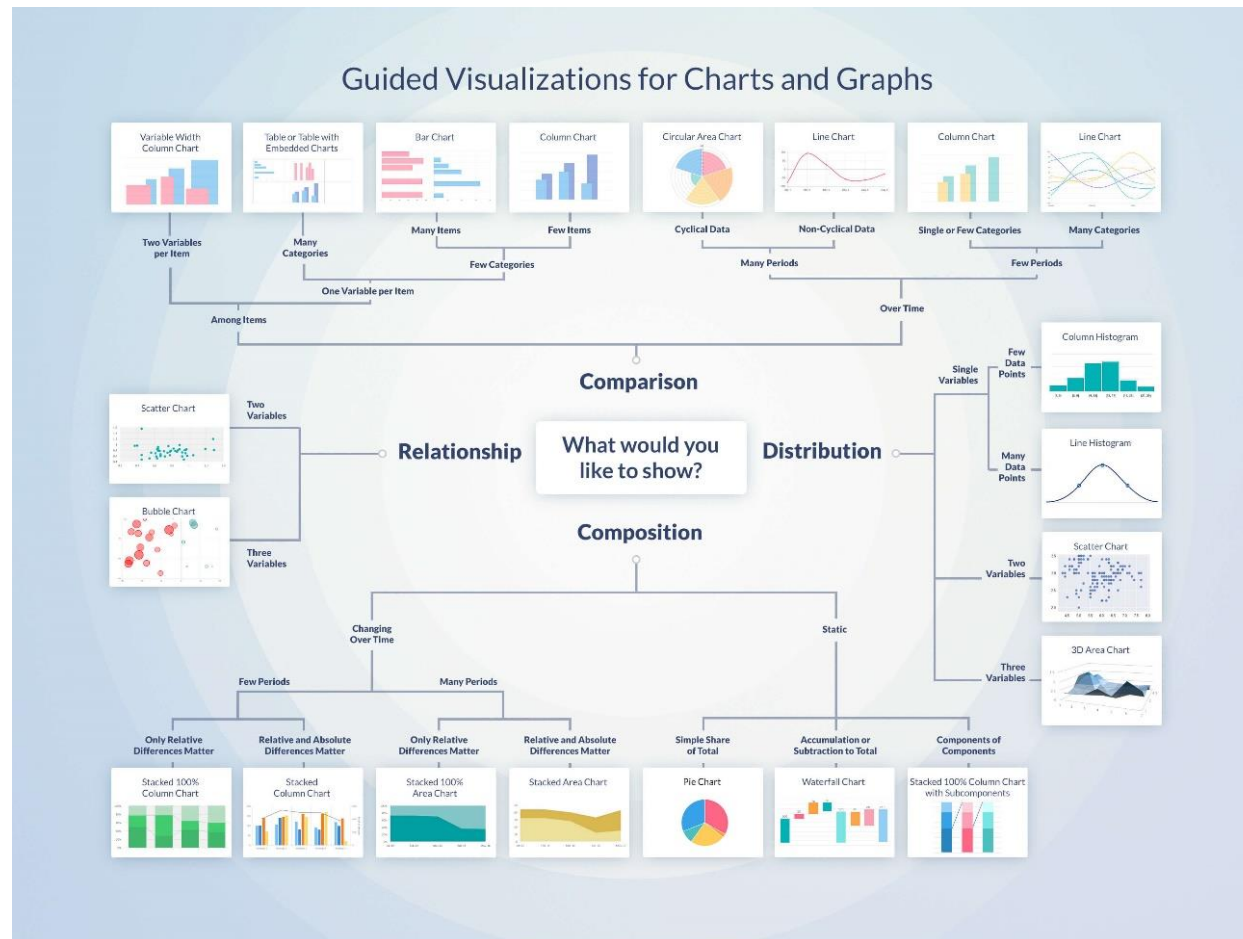 Guided Visualizations for Charts and Graphs
Variable Width
Column Chart
Table or Table with
Embedded Charts
Bar Chart
Column Chart
Circular Area Chart
Line Chart
Column Chart
Line Chart
Two Variables
per Item
Many
Categories
Many Items
Few Items
Cyclical Data
Non-Cyclical Data
Single or Few Categories
Many Categories
Few Categories
Many Periods
Few Periods
One Variable per Item
Among Items
Over Time
Comparison
Relationship
What would you
like to show?
Distribution
Composition
Two
Variables
Scatter Chart
Three
Variables
Bubble Chart
Single
Variables
Few
Data
Points
Column Histogram
Many
Data
Points
Line Histogram
Two
Variables
Scatter Chart
Three
Variables
3D Area Chart
Changing
Over Time
Static
Few Periods
Many Periods
Only Relative
Differences Matter
Relative and Absolute
Differences Matter
Only Relative
Differences Matter
Relative and Absolute
Differences Matter
Simple Share
of Total
Accumulation or
Subtraction to Total
Components of
Components
Stacked 100%
Column Chart
Stacked
Column Chart
Stacked 100%
Area Chart
Stacked Area Chart
Pie Chart
Waterfall Chart
Stacked 100% Column Chart
with Subcomponents